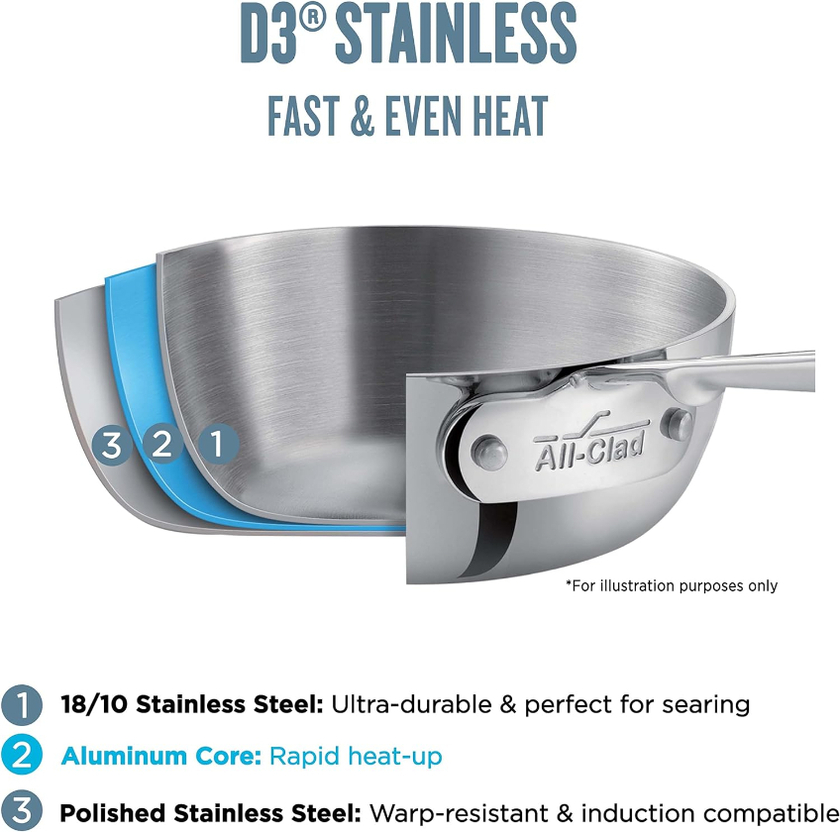 D3® STAINLESS
FAST & EVEN HEAT
3 2 1
All-Clad
*For illustration purposes only
1 18/10 Stainless Steel: Ultra-durable & perfect for searing
2 Aluminum Core: Rapid heat-up
3 Polished Stainless Steel: Warp-resistant & induction compatible